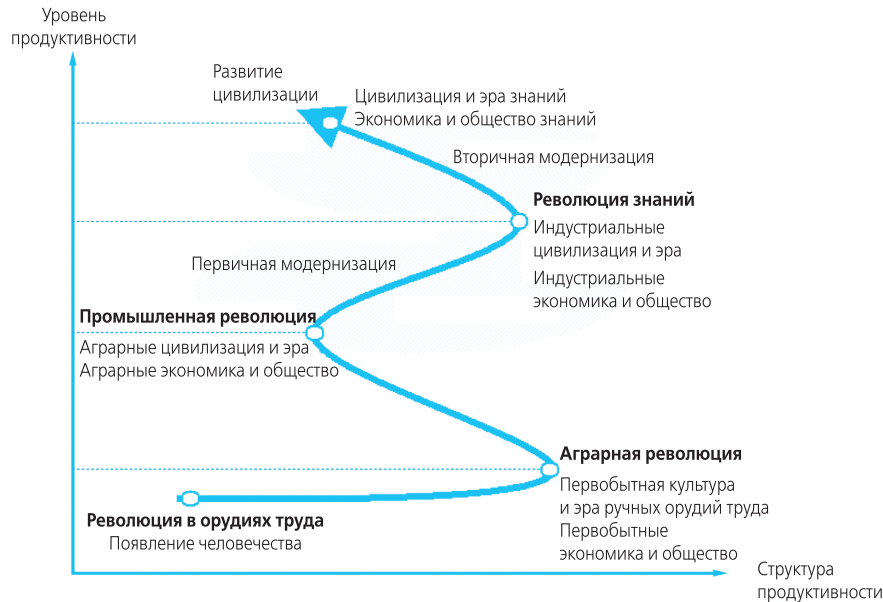 Уровень
продуктивности
Развитие
цивилизации
Цивилизация и эра знаний
Экономика и общество знаний
Вторичная модернизация
Революция знаний
Индустриальные
цивилизация и эра
Индустриальные
экономика и общество
Первичная модернизация
Промышленная революция
Аграрные цивилизация и эра
Аграрные экономика и общество
Аграрная революция
Первобытная культура
и эра ручных орудий труда
Первобытные
экономика и общество
Революция в орудиях труда
Появление человечества
Структура
продуктивности